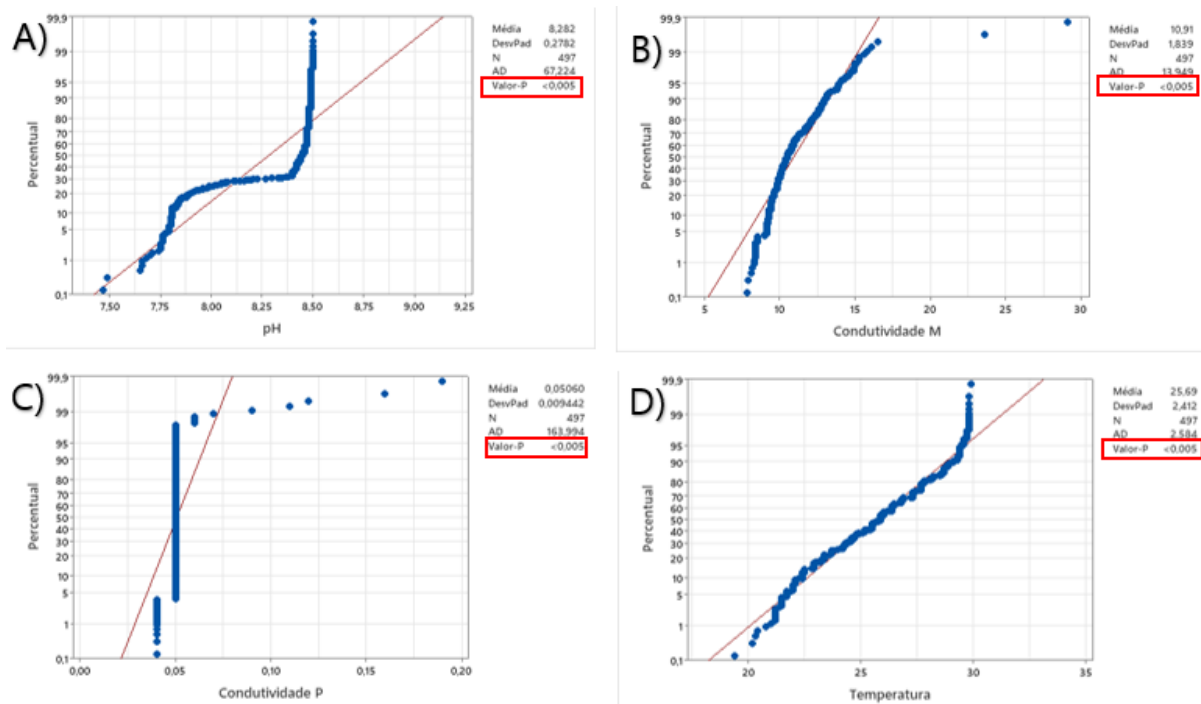 A)
Percentual
99,9
99
95
90
80
70
60
50
40
30
20
10
5
1
0,1
7,50 7,75 8,00 8,25 8,50 8,75 9,00 9,25
pH
Média 8,282
DesvPad 0,2782
N 497
AD 67,224
Valor-P <0,005
B)
Percentual
99,9
99
95
90
80
70
60
50
40
30
20
10
5
1
0,1
5 10 15 20 25 30
Condutividade M
Média 10,91
DesvPad 1,839
N 497
AD 13,949
Valor-P <0,005
C)
Percentual
99,9
99
95
90
80
70
60
50
40
30
20
10
5
1
0,1
0,00 0,05 0,10 0,15 0,20
Condutividade P
Média 0,05060
DesvPad 0,009442
N 497
AD 163,994
Valor-P <0,005
D)
Percentual
99,9
99
95
90
80
70
60
50
40
30
20
10
5
1
0,1
20 25 30 35
Temperatura
Média 25,69
DesvPad 2,412
N 497
AD 2,584
Valor-P <0,005